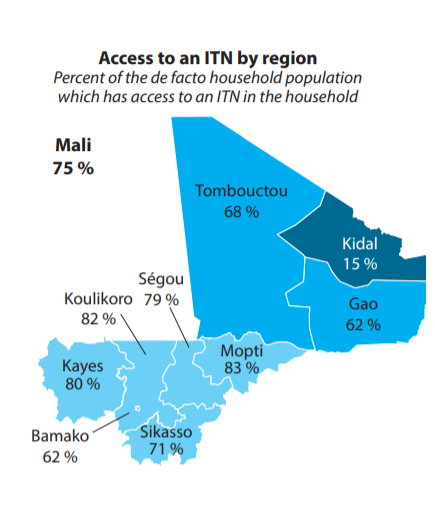 Access to an ITN by region
Percent of the de facto household population
which has access to an ITN in the household
Mali
75 %
Tombouctou
68 %
Kidal
15 %
Gao
62 %
Ségou
79 %
Koulikoro
82 %
Mopti
83 %
Kayes
80 %
Bamako
62 %
Sikasso
71 %